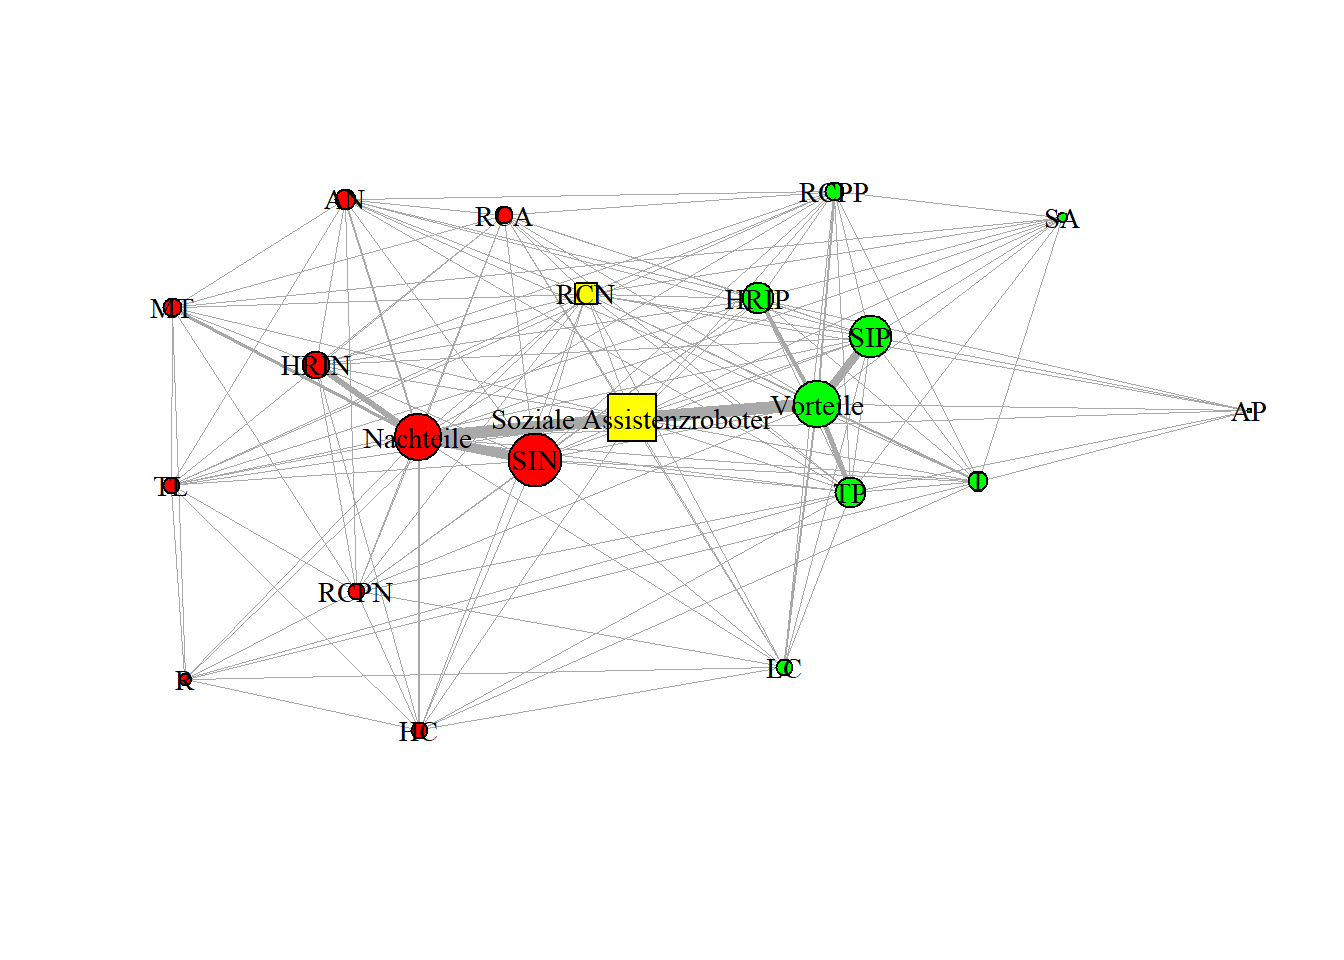 AN
RCPP
RCA
SA
RCN
HRIP
MT
SIP
HRIN
Vorteile
AP
Soziale Assistenzroboter
Nachteile
SIN
T
TL
TP
RCPN
LC
R
HC